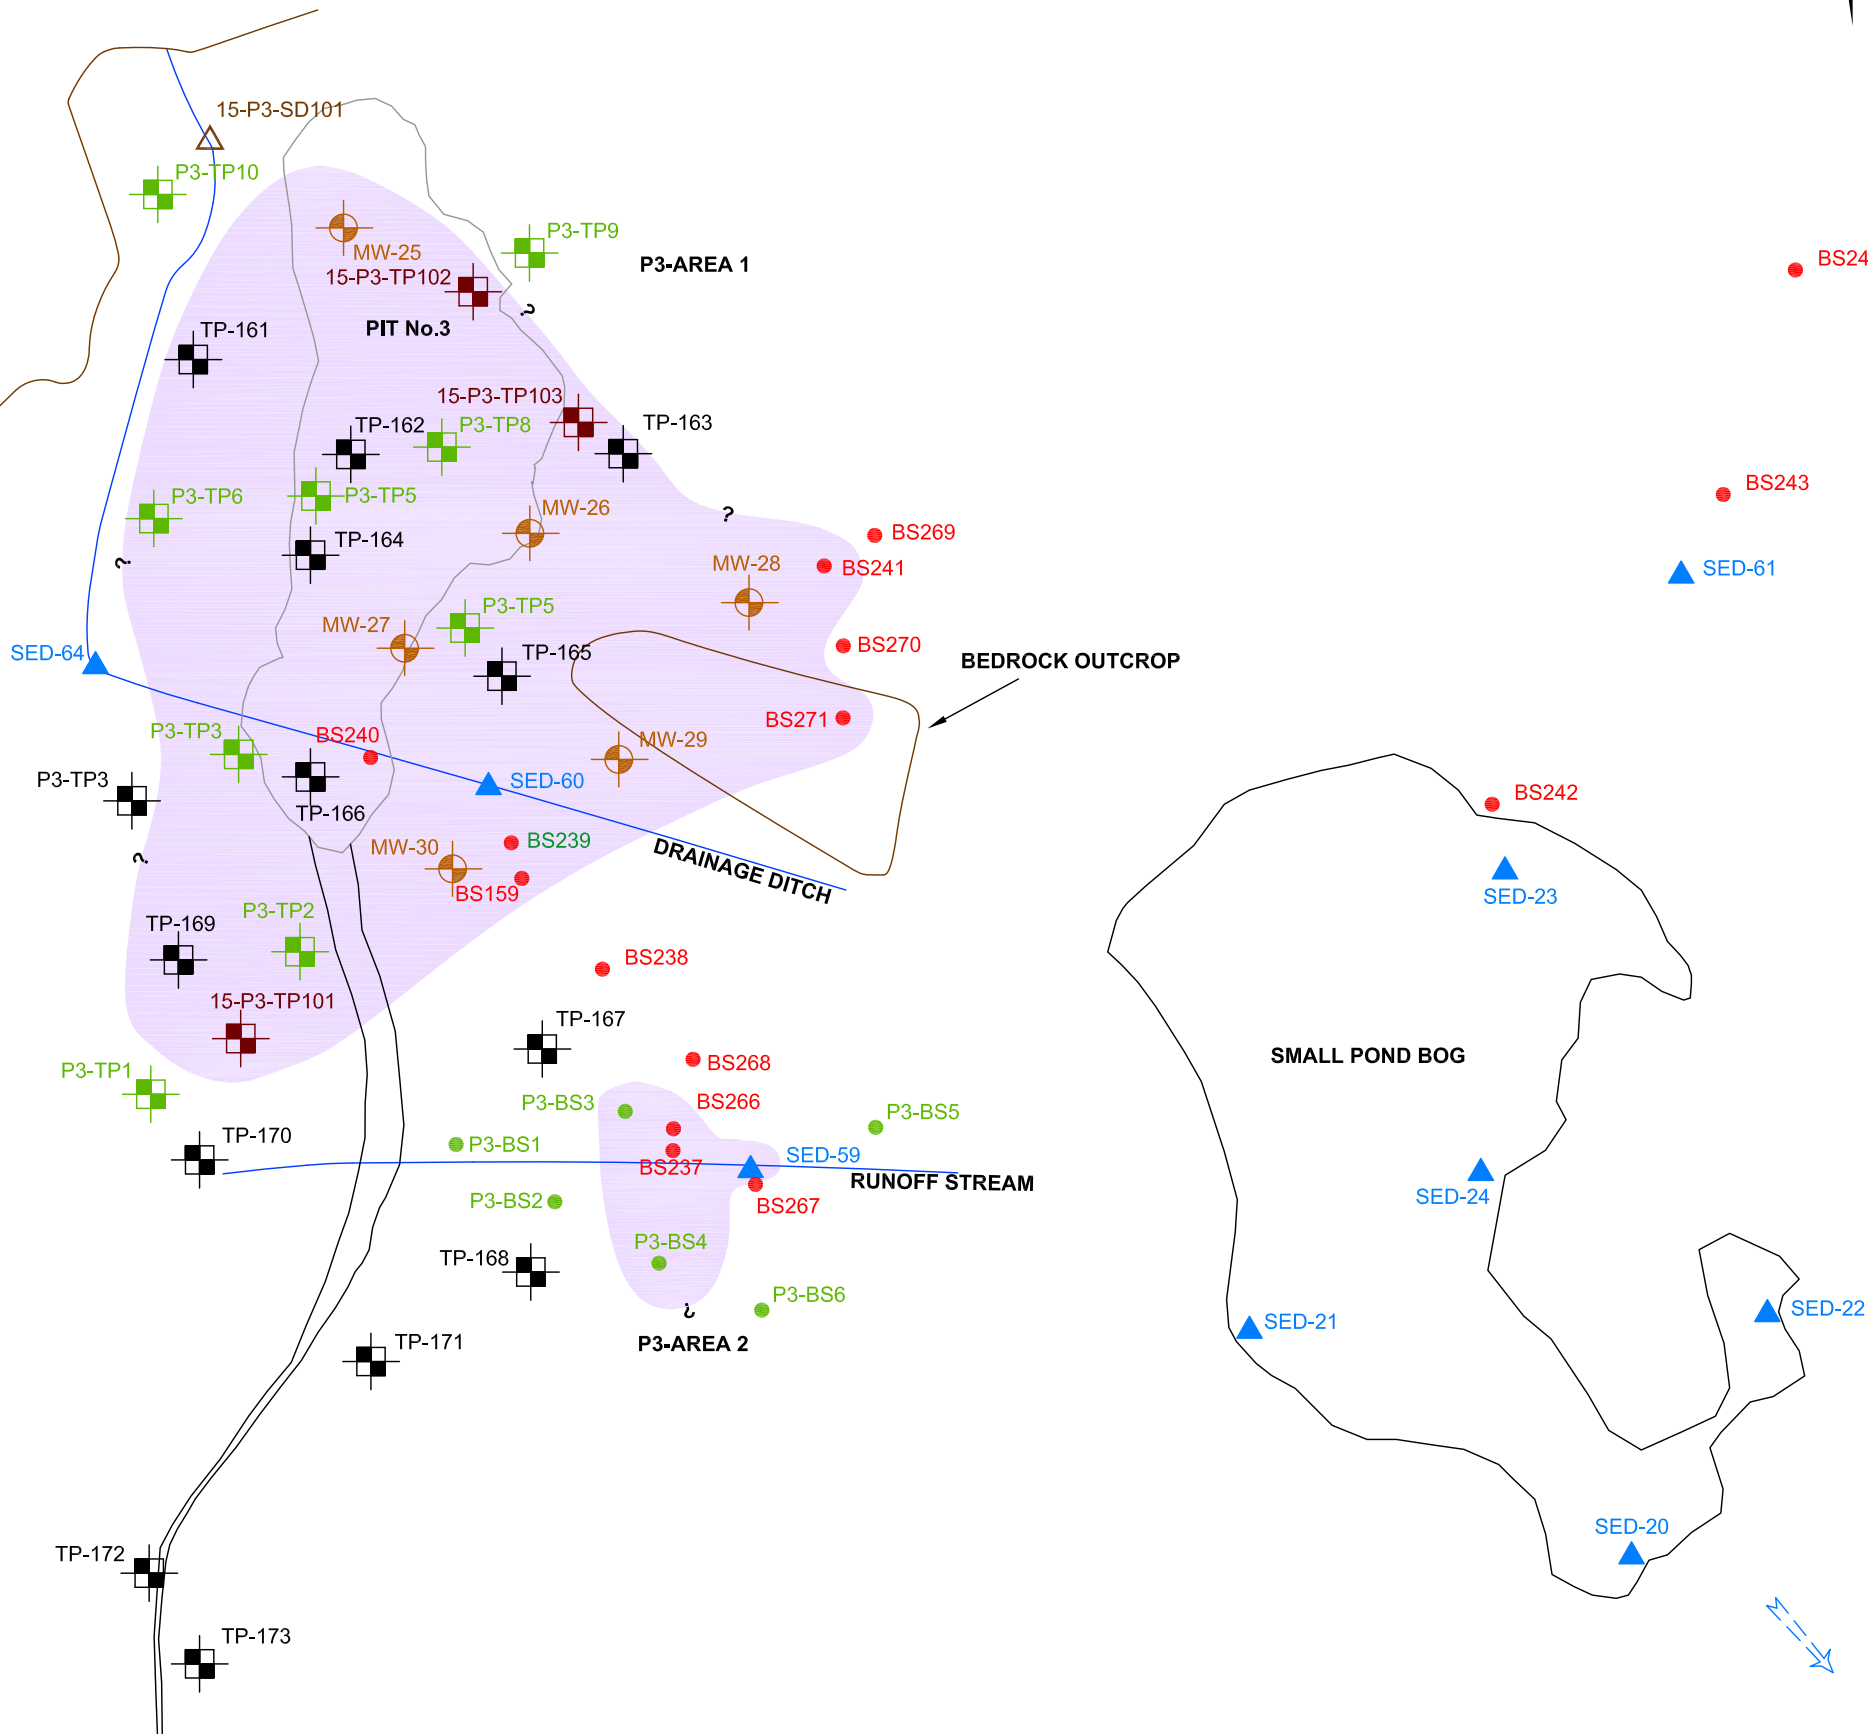 15-P3-SD101
P3-TP10
P3-TP9
MW-25
P3-AREA 1
BS24
15-P3-TP102
?
PIT No.3
TP-161
15-P3-TP103
TP-162
P3-TP8
TP-163
BS243
P3-TP6
P3-TP5
MW-26
?
BS269
TP-164
?
MW-28
BS241
SED-61
P3-TP5
MW-27
BS270
SED-64
TP-165
BEDROCK OUTCROP
BS271
P3-TP3
BS240
MW-29
P3-TP3
SED-60
BS242
TP-166
BS239
MW-30
DRAINAGE DITCH
?
BS159
SED-23
P3-TP2
TP-169
BS238
15-P3-TP101
TP-167
SMALL POND BOG
BS268
P3-TP1
BS266
P3-BS3
P3-BS5
TP-170
P3-BS1
SED-59
BS237
RUNOFF STREAM
SED-24
P3-BS2
BS267
P3-BS4
TP-168
P3-BS6
?
SED-22
SED-21
P3-AREA 2
TP-171
SED-20
TP-172
TP-173